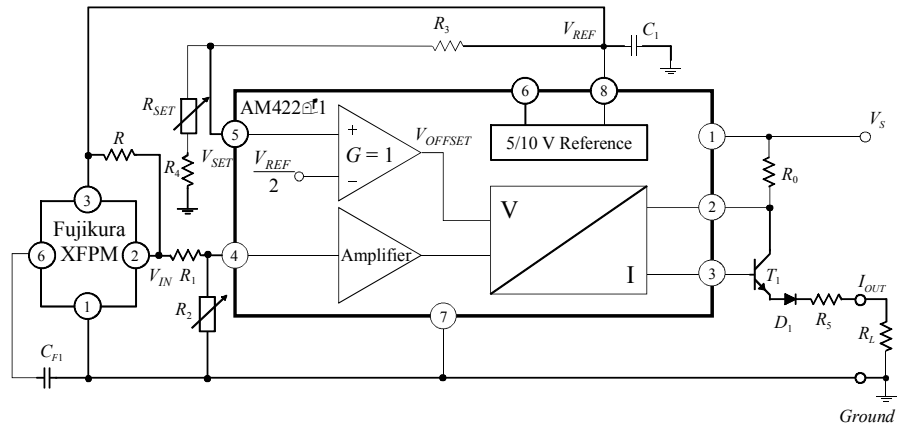 R3
VREF
C1
RSET
AM422
6
8
R
VSET
5
+
G = 1
−
VOFFSET
5/10 V Reference
1
VS
R4
VREF
2
R0
3
Fujikura
XFPM
6
2
VIN
R1
4
Amplifier
V
I
2
3
T1
1
R2
7
D1
R5
IOUT
RL
CF1
Ground